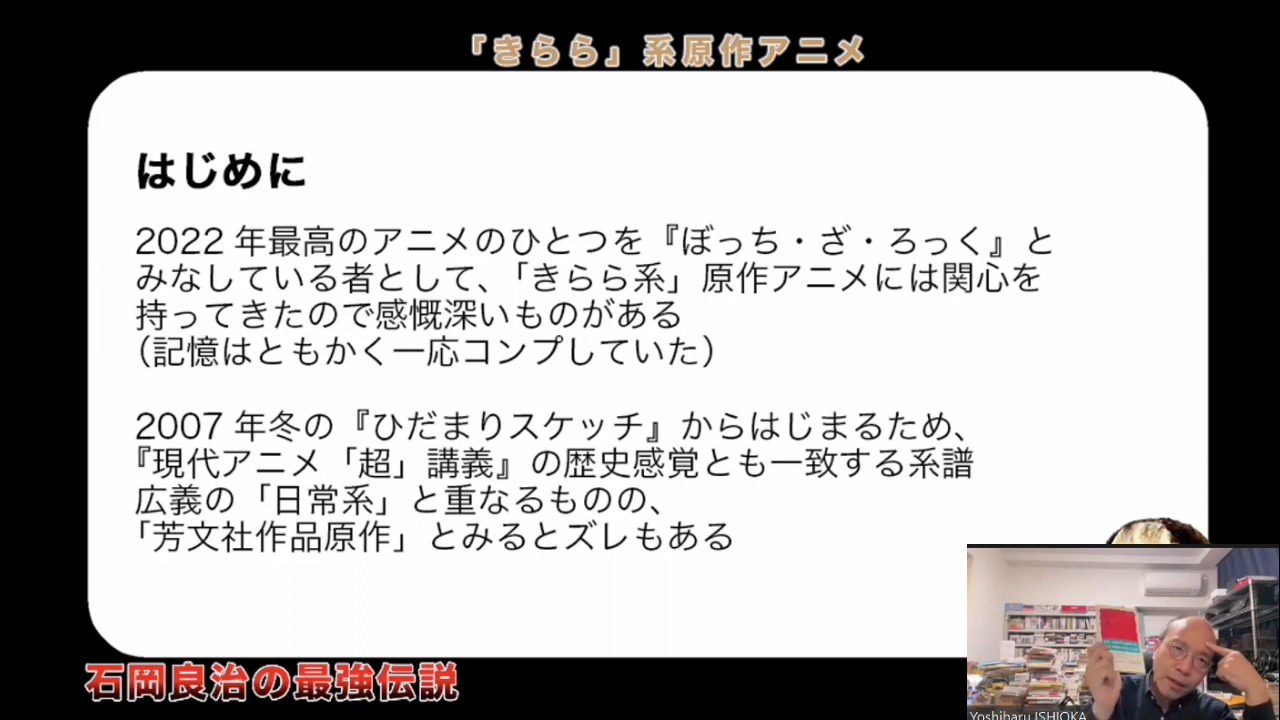 「きらら」系原作アニメ
はじめに
2022 年最高のアニメのひとつを『ぼっち・ざ・ろっく』と
みなしている者として、「きらら系」原作アニメには関心を
持ってきたので感慨深いものがある
（記憶はともかく一応コンプしていた）
2007 年冬の『ひだまりスケッチ』からはじまるため、
『現代アニメ「超」講義』の歴史感覚とも一致する系譜
広義の「日常系」と重なるものの、
「芳文社作品原作」とみるとズレもある
石岡良治の最強伝説
Yoshiharu ISHIOKA